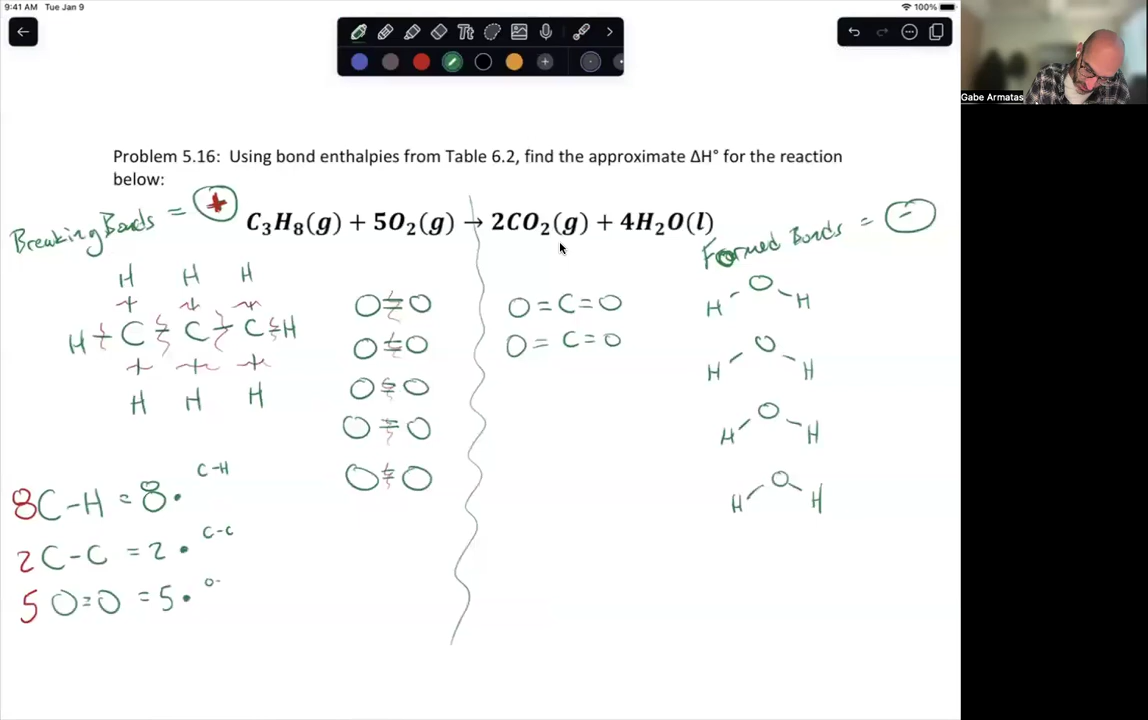 9:41 AM Tue Jan 9
100%
Tt
Gabe Armatas
Problem 5.16: Using bond enthalpies from Table 6.2, find the approximate ΔH° for the reaction
below:
Breaking Bonds = +
C₃H₈(g) + 5O₂(g) → 2CO₂(g) + 4H₂O(l)
Formed Bonds = -
H H H
H C C C H
H H H
O=O
O=O
O=O
O=O
O=O
O=C=O
O=C=O
H-O-H
H-O-H
H-O-H
H-O-H
8C-H = 8 • C-H
2C-C = 2 • C-C
5 O=O = 5 • O-